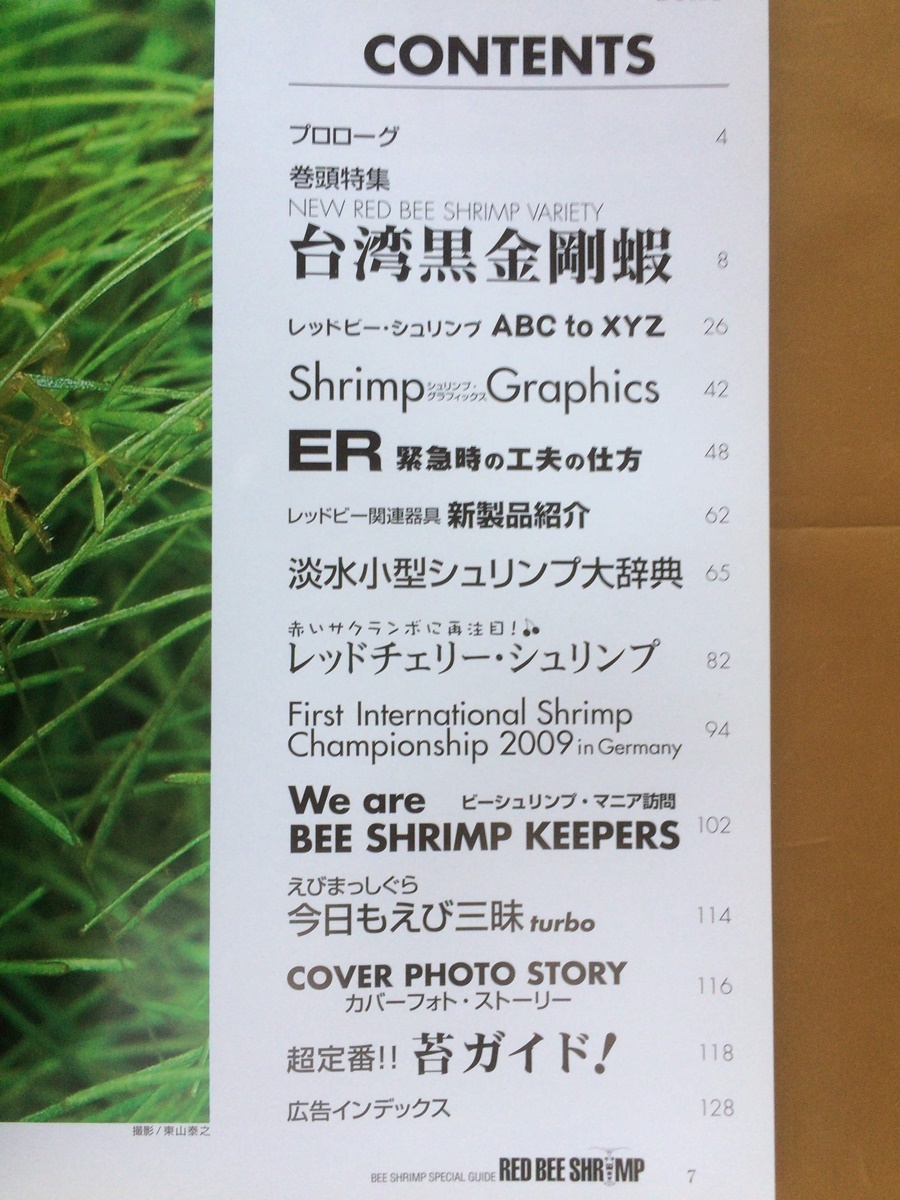 CONTENTS
プロローグ 4
巻頭特集
NEW RED BEE SHRIMP VARIETY
台湾黒金剛蝦 8
レッドビー・シュリンプ ABC to XYZ 26
Shrimp シュリンプ・グラフィックス Graphics 42
ER 緊急時の工夫の仕方 48
レッドビー関連器具 新製品紹介 62
淡水小型シュリンプ大辞典 65
赤いサクランボに再注目!
レッドチェリー・シュリンプ 82
First International Shrimp
Championship 2009 in Germany 94
We are ビーシュリンプ・マニア訪問
BEE SHRIMP KEEPERS 102
えびまっしぐら
今日もえび三昧 turbo 114
COVER PHOTO STORY 116
カバーフォト・ストーリー
超定番!! 苔ガイド! 118
広告インデックス 128
撮影/東山泰之
BEE SHRIMP SPECIAL GUIDE RED BEE SHRIMP 7